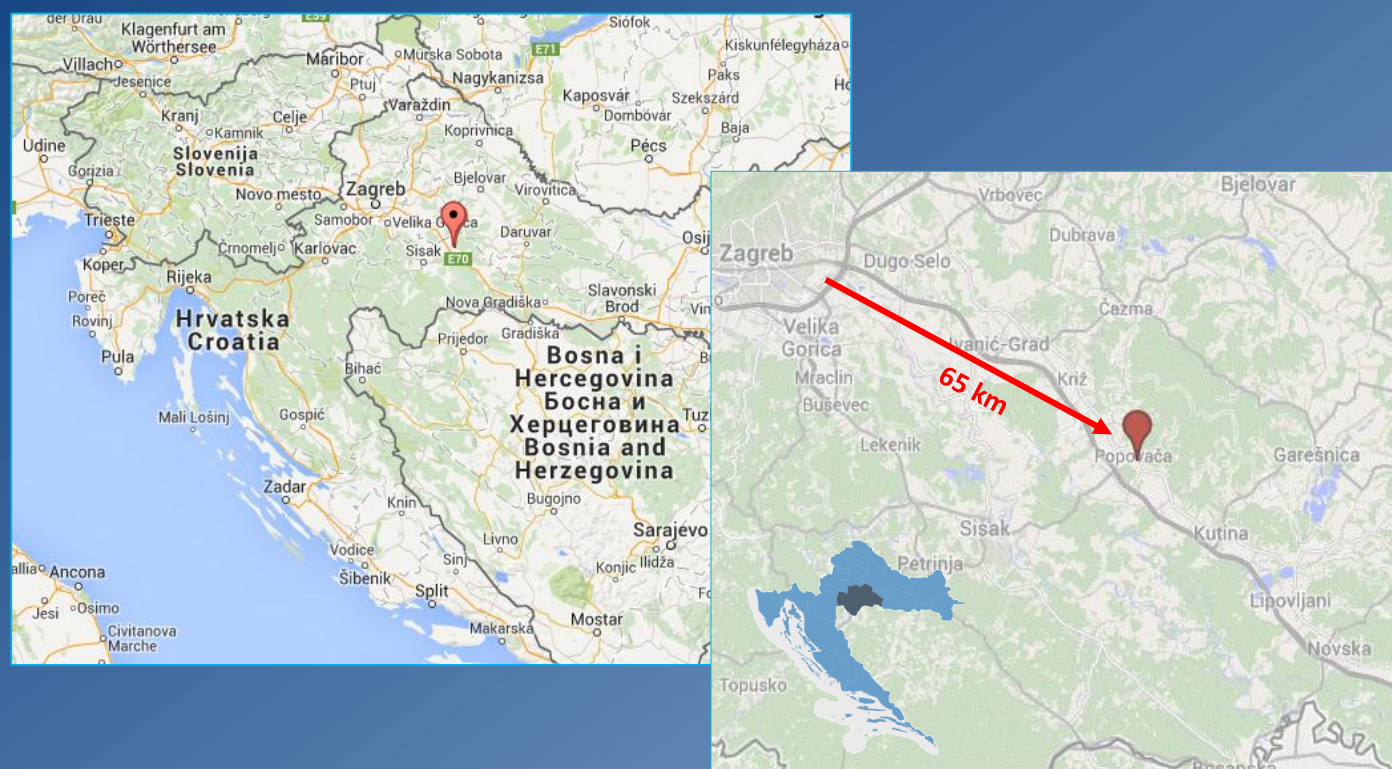 der Drau
E59
Siófok
Klagenfurt am
Wörthersee
E71
Kiskunfélegyháza
Villach
Maribor
Murska Sobota
Jesenice
Ptuj
Nagykanizsa
Paks
Varaždin
Kaposvár
Szekszárd
Kranj
Celje
Dombóvár
Kamnik
Koprivnica
Baja
Udine
Slovenija
Slovenia
Pécs
Gorizia
Bjelovar
Novo mesto
Zagreb
Virovitica
Trieste
Samobor
Velika Gorica
Daruvar
Črnomelj
Karlovac
Sisak
E70
Osij
Koper
Rijeka
Poreč
Nova Gradiška
Slavonski
Brod
Vin
Rovinj
Hrvatska
Croatia
Prijedor
Gradiška
Pula
Bihać
Bosna i
Hercegovina
Босна и
Херцеговина
Bosnia and
Herzegovina
Tuz
Mali Lošinj
Gospić
Zadar
Knin
Bugojno
Sarajevo
Livno
Vodice
Sinj
Konjic
Ilidža
Ancona
Šibenik
Split
Jesi
Osimo
Mostar
Civitanova
Marche
Makarska
Vrbovec
Bjelovar
Dubrava
Zagreb
Dugo Selo
Čazma
Velika
Gorica
Ivanić-Grad
65 km
Mraclin
Križ
Buševec
Lekenik
Popovača
Garešnica
Sisak
Kutina
Petrinja
Lipovljani
Novska
Topusko